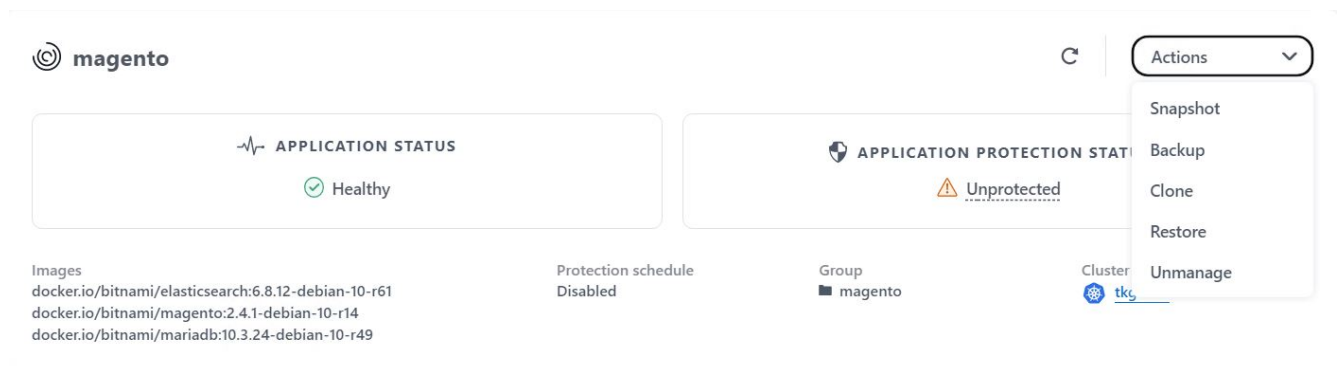 magento
Actions
Snapshot
Backup
Clone
Restore
Unmanage
APPLICATION STATUS
Healthy
APPLICATION PROTECTION
Unprotected
Images
docker.io/bitnami/elasticsearch:6.8.12-debian-10-r61
docker.io/bitnami/magento:2.4.1-debian-10-r14
docker.io/bitnami/mariadb:10.3.24-debian-10-r49
Protection schedule
Disabled
Group
magento
Cluster